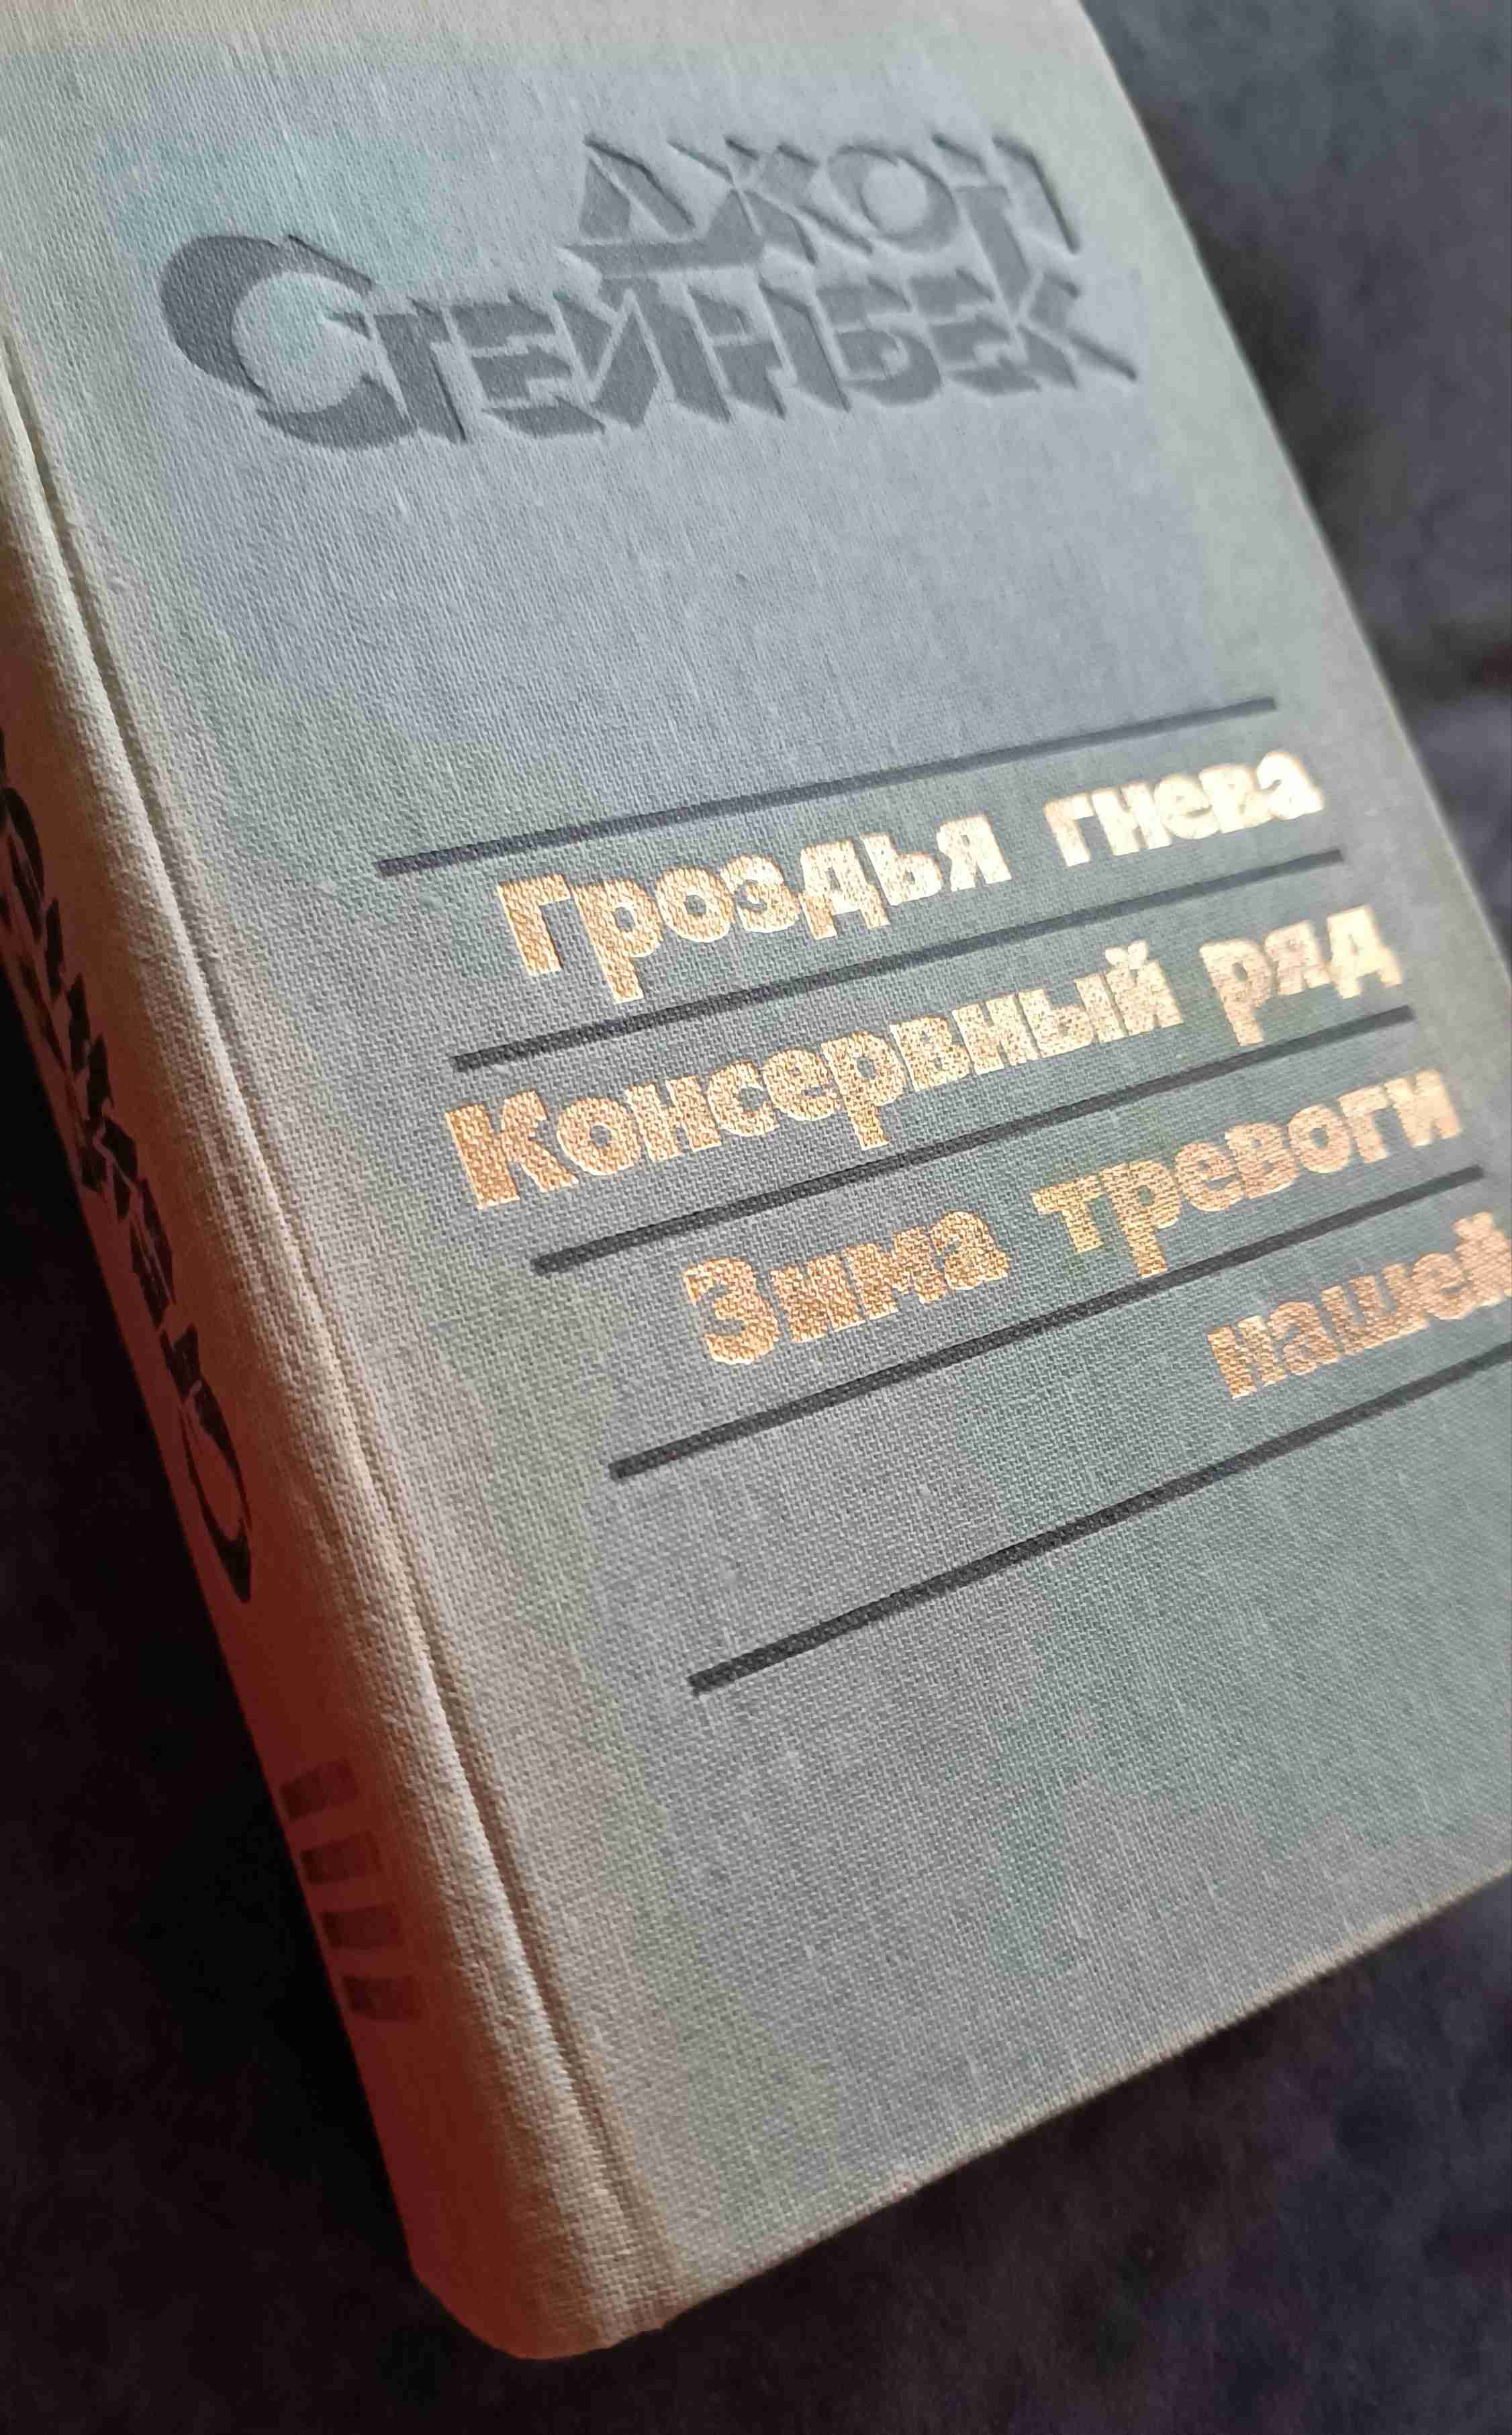 Джон
Стейнбек
Гроздья гнева
Консервный ряд
Зима тревоги
нашей